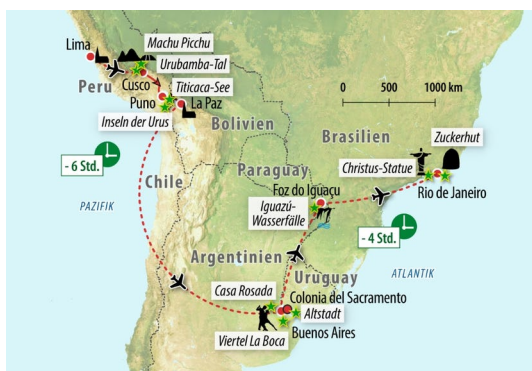 Lima
Machu Picchu
Urubamba-Tal
Peru
Cusco
Titicaca-See
Puno
La Paz
Inseln der Urus
Bolivien
0 500 1000 km
Brasilien
Zuckerhut
- 6 Std.
Paraguay
Christus-Statue
Chile
Foz do Iguaçu
Rio de Janeiro
PAZIFIK
Iguazú-
Wasserfälle
- 4 Std.
Argentinien
ATLANTIK
Uruguay
Casa Rosada
Colonia del Sacramento
Altstadt
Viertel La Boca
Buenos Aires